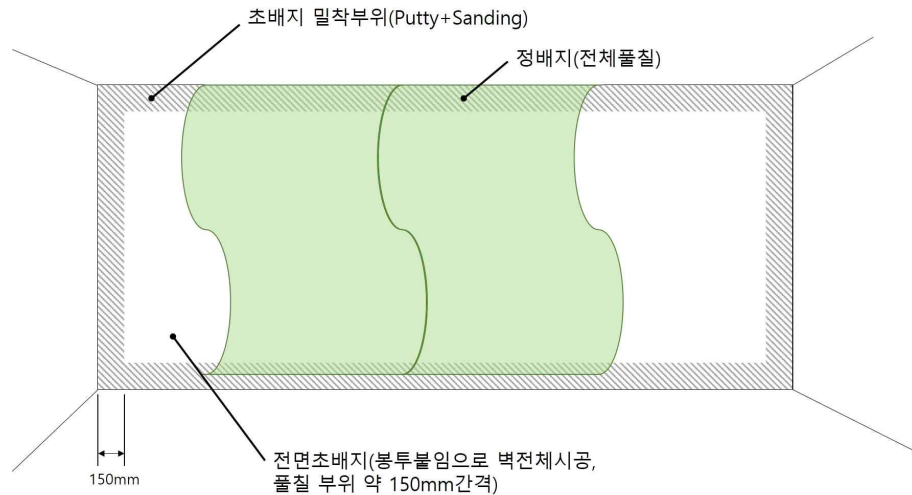 초배지 밀착부위(Putty+Sanding)
정배지(전체풀칠)
150mm
전면초배지(봉투붙임으로 벽전체시공,
풀칠 부위 약 150mm간격)